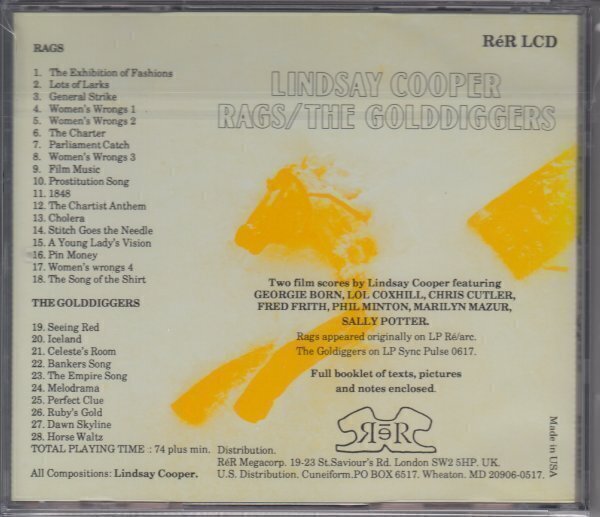 RéR LCD
LINDSAY COOPER
RAGS/THE GOLDDIGGERS
RAGS
1. The Exhibition of Fashions
2. Lots of Larks
3. General Strike
4. Women's Wrongs 1
5. Women's Wrongs 2
6. The Charter
7. Parliament Catch
8. Women's Wrongs 3
9. Film Music
10. Prostitution Song
11. 1848
12. The Chartist Anthem
13. Cholera
14. Stitch Goes the Needle
15. A Young Lady's Vision
16. Pin Money
17. Women's wrongs 4
18. The Song of the Shirt
THE GOLDDIGGERS
19. Seeing Red
20. Iceland
21. Celeste's Room
22. Bankers Song
23. The Empire Song
24. Melodrama
25. Perfect Clue
26. Ruby's Gold
27. Dawn Skyline
28. Horse Waltz
TOTAL PLAYING TIME : 74 plus min.
All Compositions: Lindsay Cooper.
Two film scores by Lindsay Cooper featuring
GEORGIE BORN, LOL COXHILL, CHRIS CUTLER,
FRED FRITH, PHIL MINTON, MARILYN MAZUR,
SALLY POTTER.
Rags appeared originally on LP Ré/arc.
The Goldiggers on LP Sync Pulse 0617.
Full booklet of texts, pictures
and notes enclosed.
RēR
Distribution.
RéR Megacorp. 19-23 St.Saviour's Rd. London SW2 5HP. UK.
U.S. Distribution. Cuneiform.PO BOX 6517. Wheaton. MD 20906-0517.
Made in USA